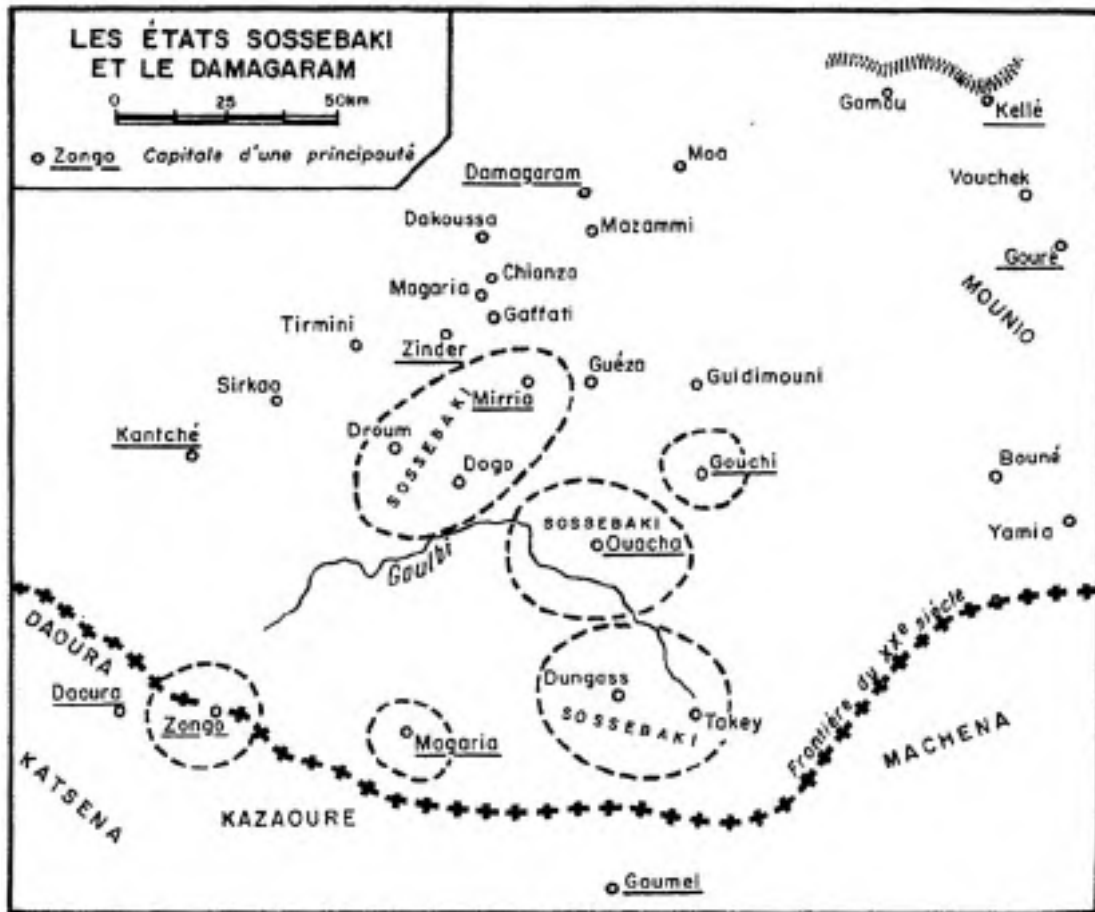 LES ÉTATS SOSSEBAKI
ET LE DAMAGARAM
0 25 50km
Zongo Capitale d'une principauté
Gamou
Kellé
Moa
Damagaram
Vouchek
Dakoussa
Mazammi
Gouré
Chianza
Magaria
MOUNIO
Gaffati
Tirmini
Zinder
Guéza
Guidimouni
Sirkao
Mirria
SOSSEBAKI
Kantché
Droum
Gouchi
Dogo
Bouné
SOSSEBAKI
Ouacha
Yamia
Goulbi
Frontière du XXe siècle
DAOURA
Daoura
Zongo
Dungass
SOSSEBAKI
Takey
Magaria
MACHENA
KATSENA
KAZAOURE
Goumel